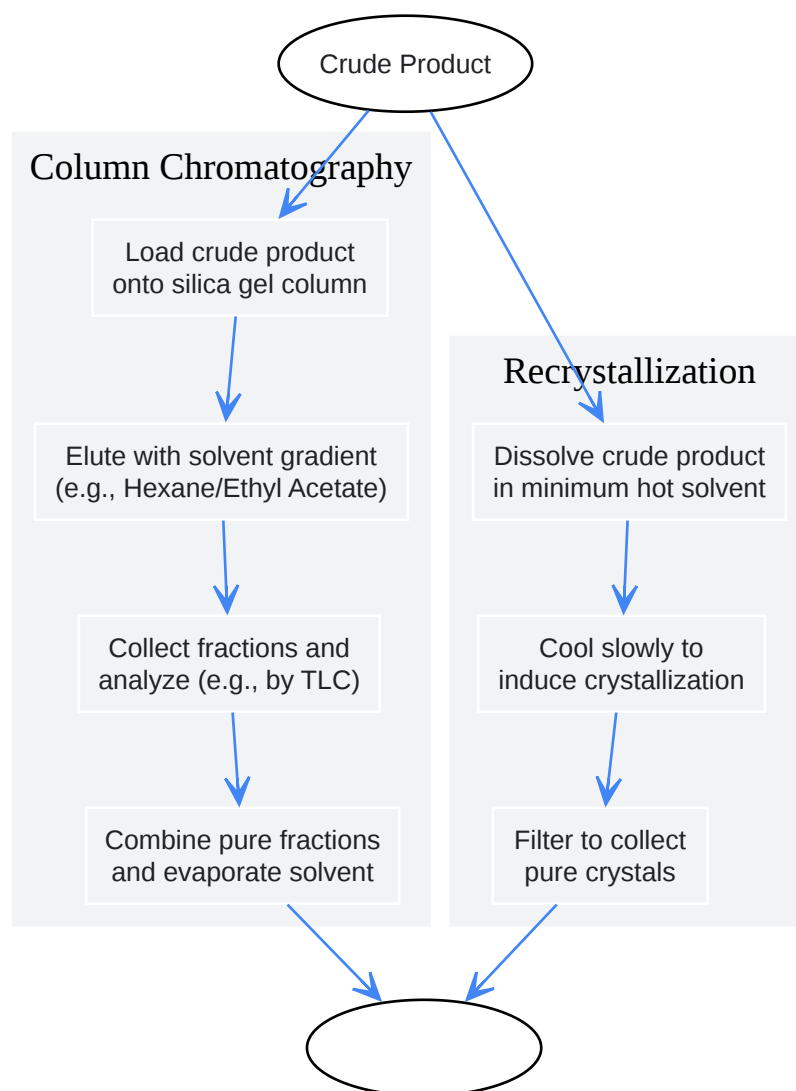 Crude Product
Column Chromatography
Load crude product
onto silica gel column
Elute with solvent gradient
(e.g., Hexane/Ethyl Acetate)
Collect fractions and
analyze (e.g., by TLC)
Combine pure fractions
and evaporate solvent
Recrystallization
Dissolve crude product
in minimum hot solvent
Cool slowly to
induce crystallization
Filter to collect
pure crystals